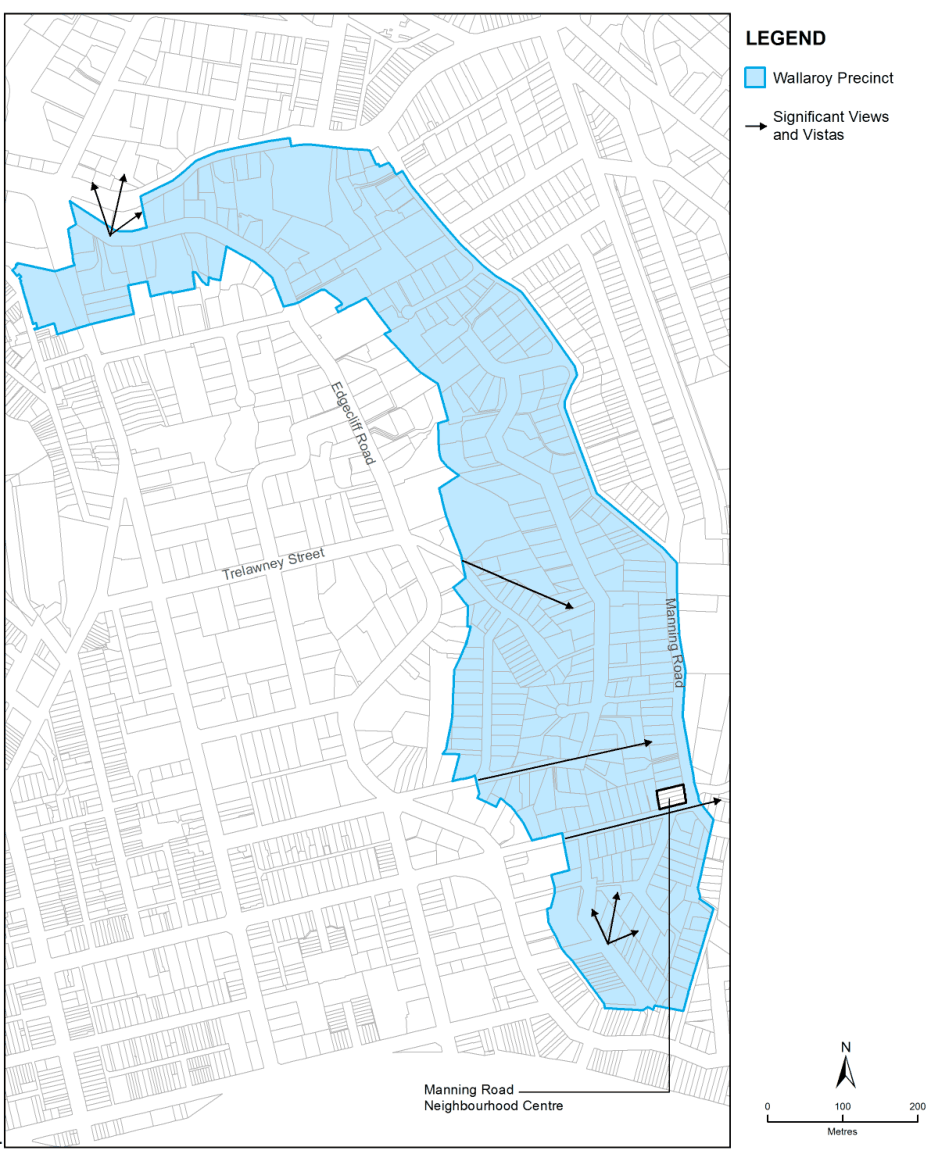 LEGEND
Wallaroy Precinct
Significant Views
and Vistas
Edgecliff Road
Trelawney Street
Manning Road
Manning Road
Neighbourhood Centre
N
0 100 200
Metres